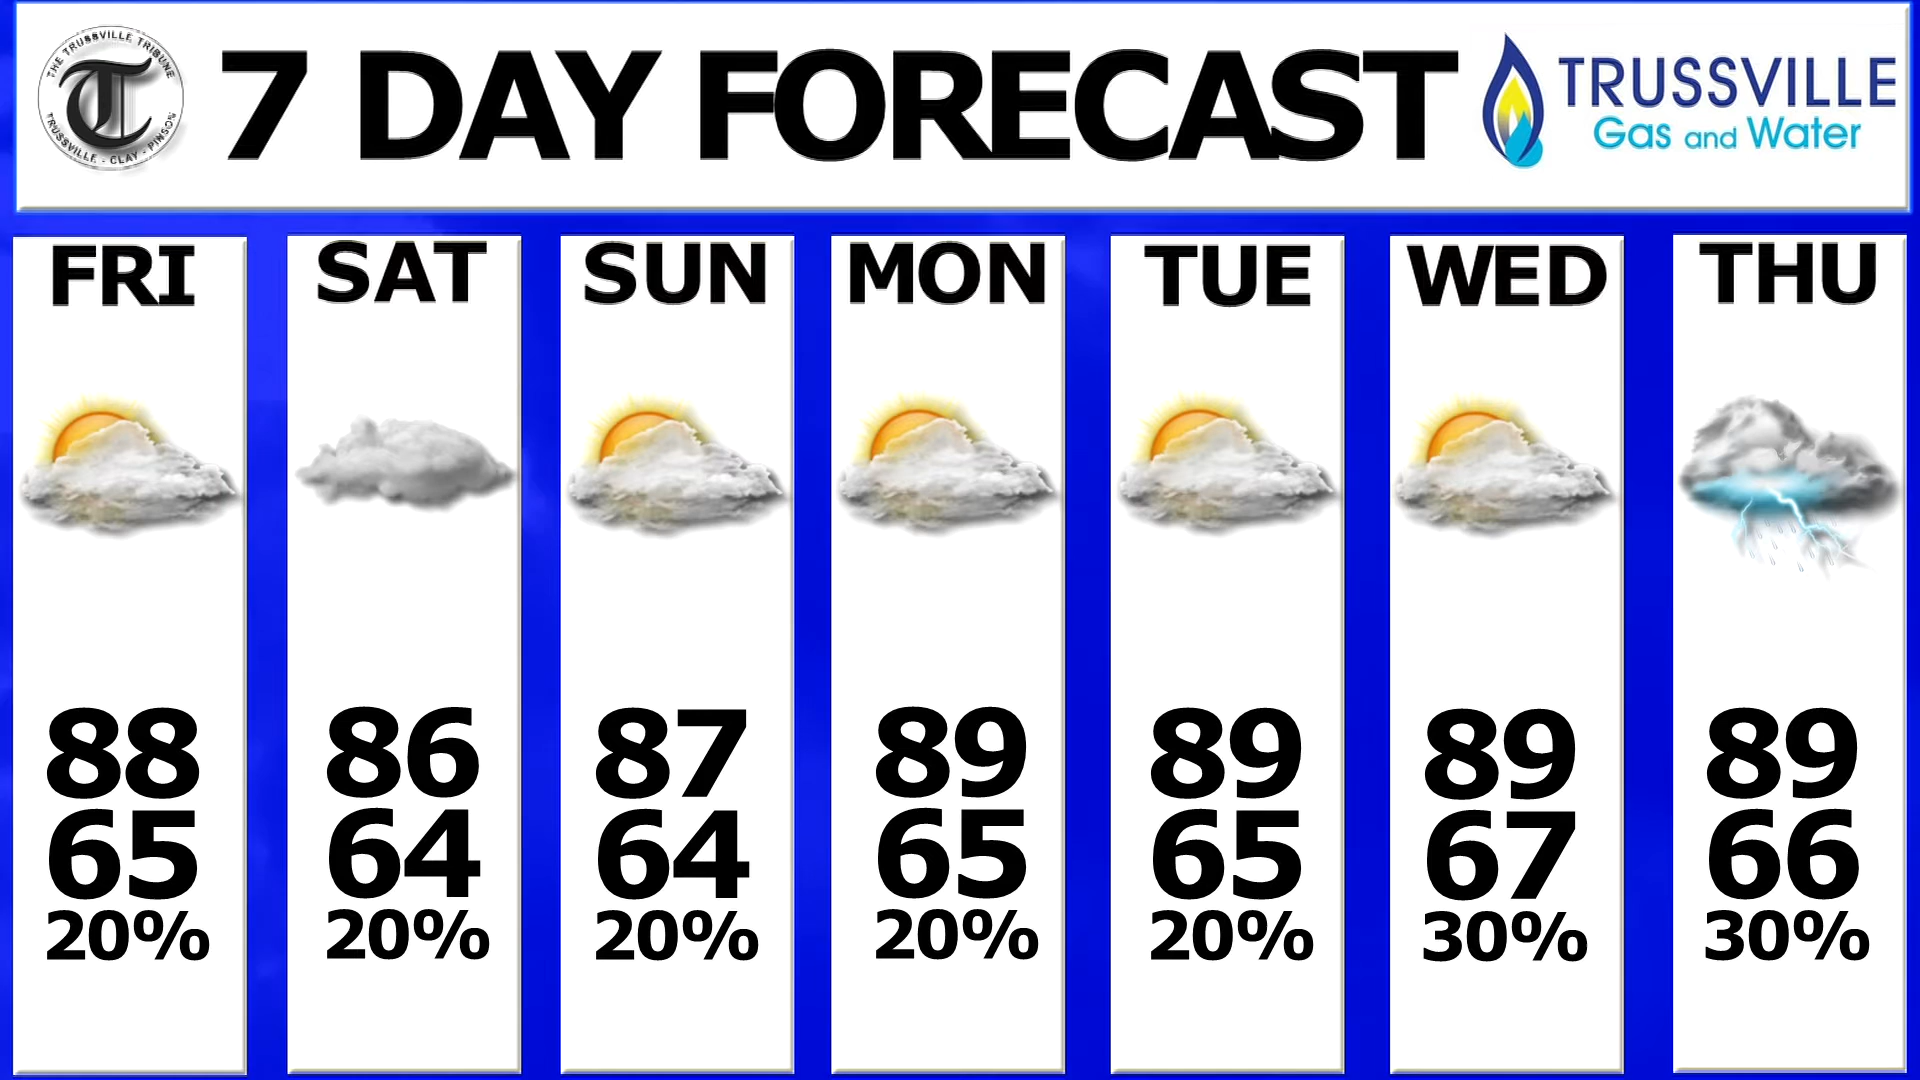 THE TRUSSVILLE TRIBUNE
T
TRUSSVILLE - CLAY - PINSON
7 DAY FORECAST
TRUSSVILLE
Gas and Water
FRI
88
65
20%
SAT
86
64
20%
SUN
87
64
20%
MON
89
65
20%
TUE
89
65
20%
WED
89
67
30%
THU
89
66
30%